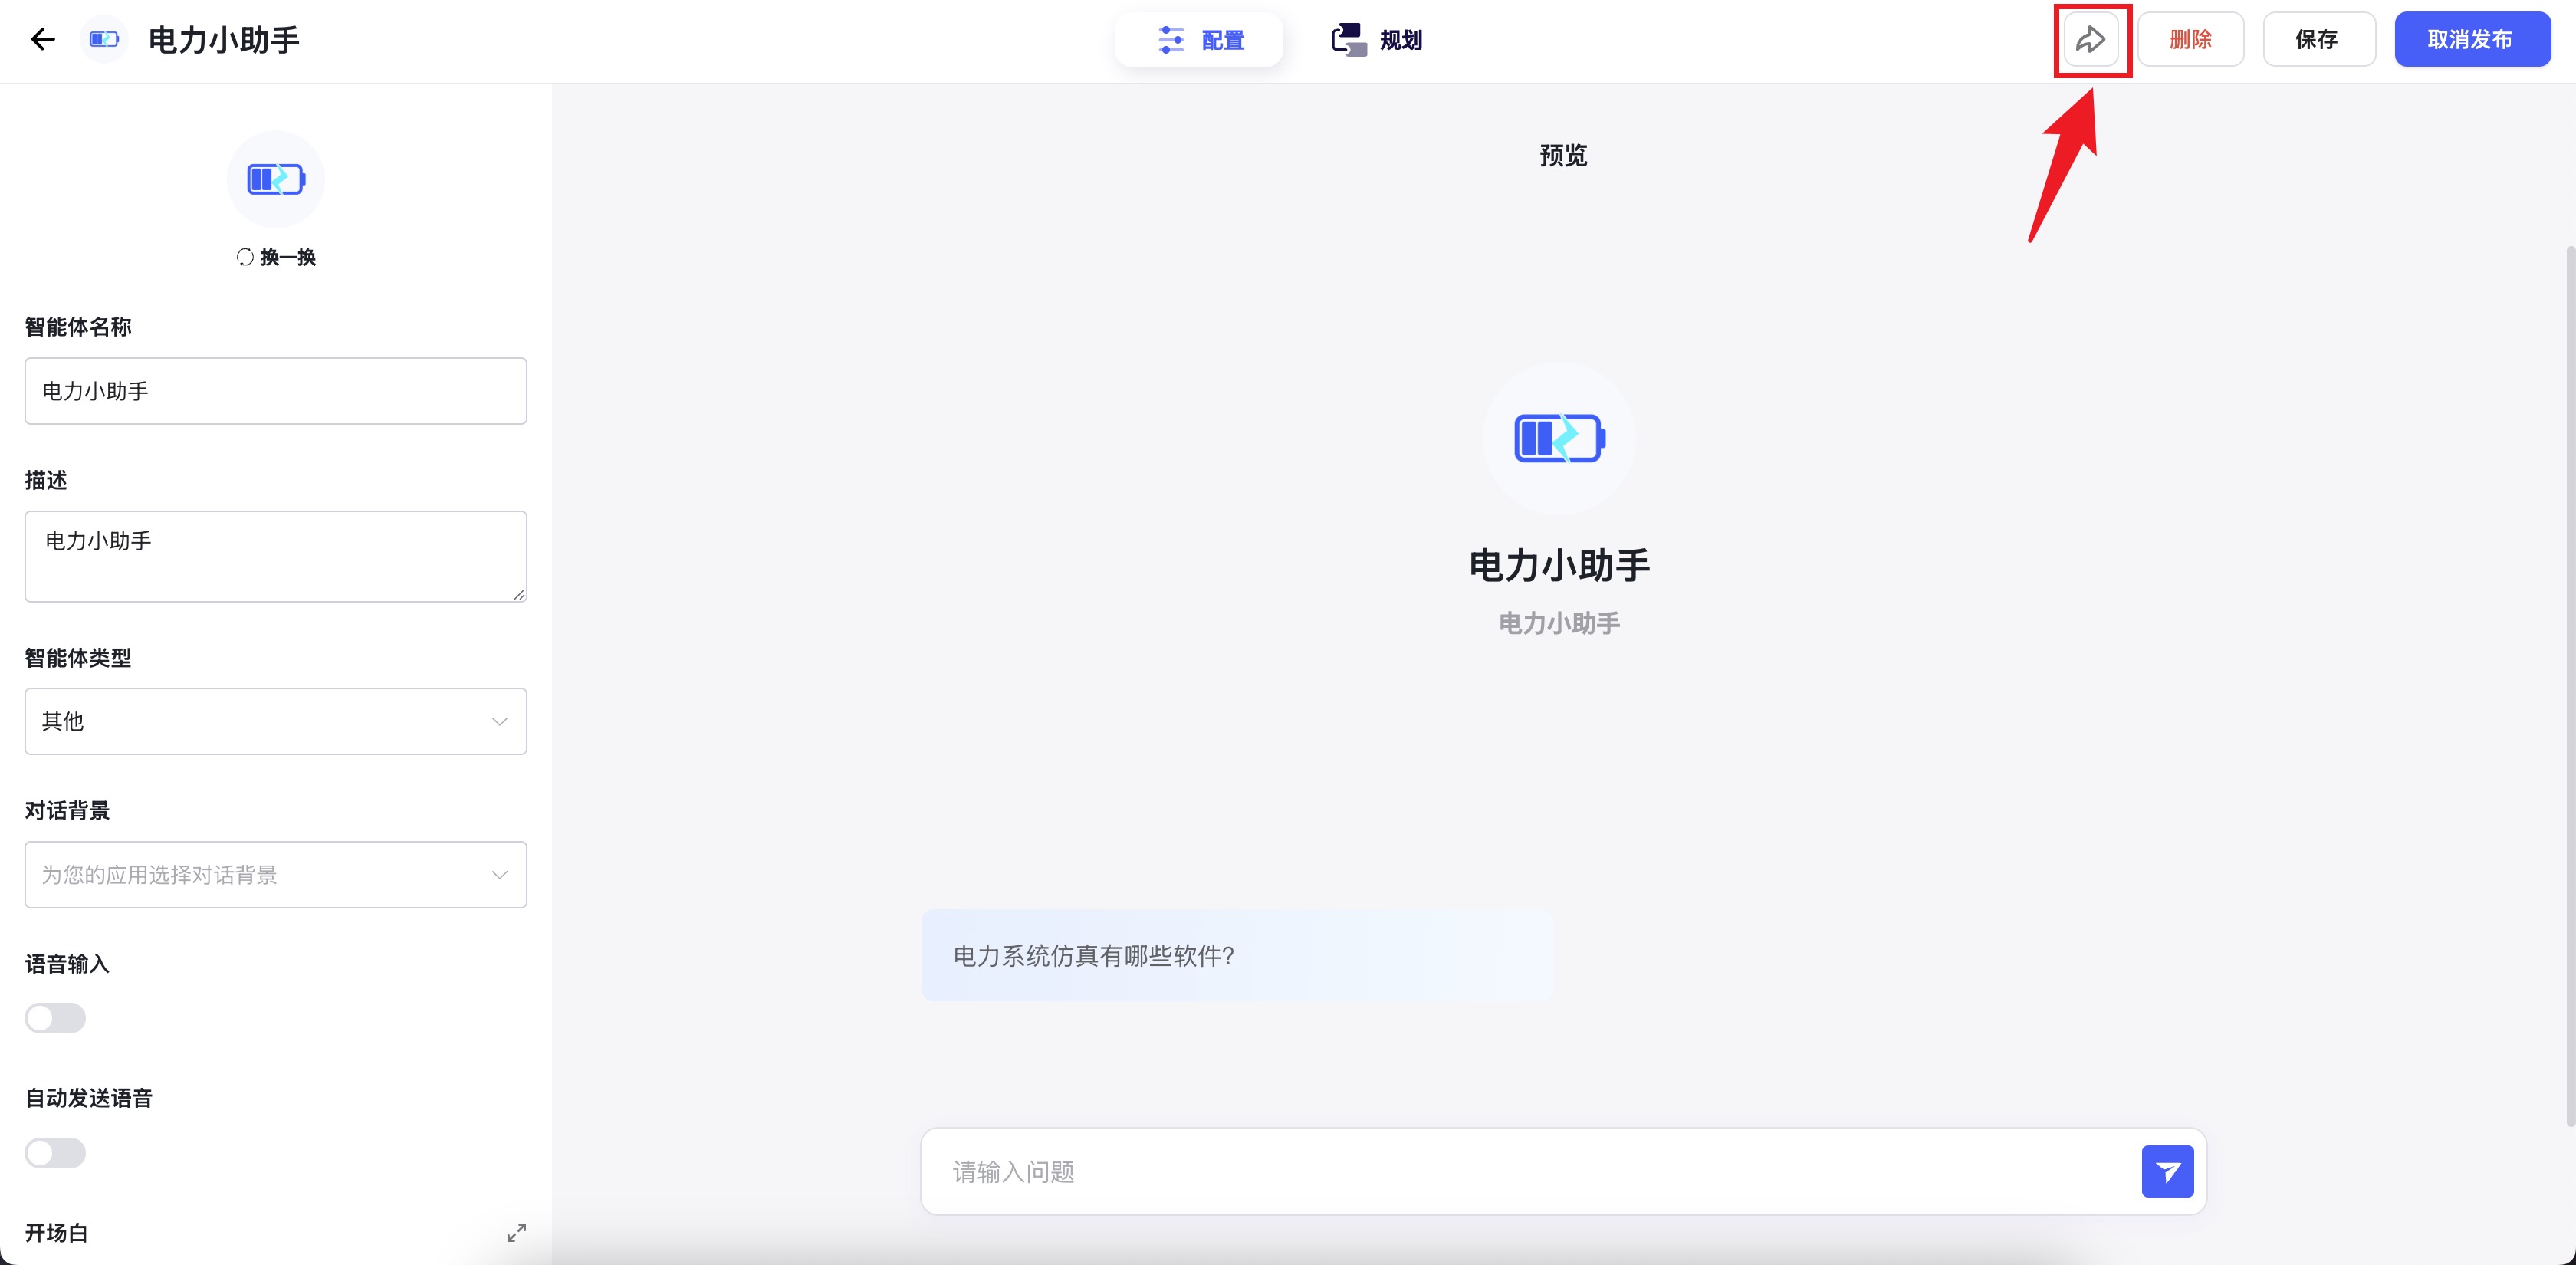 电力小助手
配置
规划
删除
保存
取消发布
换一换
智能体名称
电力小助手
描述
电力小助手
智能体类型
其他
对话背景
为您的应用选择对话背景
语音输入
自动发送语音
开场白
预览
电力小助手
电力小助手
电力系统仿真有哪些软件?
请输入问题